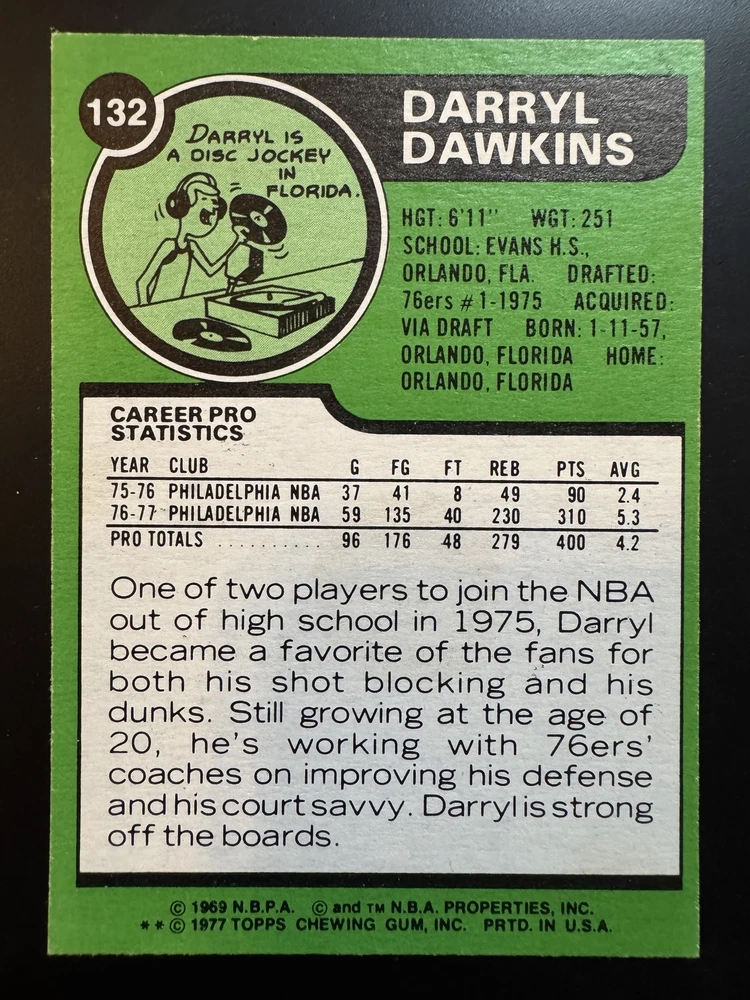 132
DARRYL IS
A DISC JOCKEY
IN
FLORIDA.
DARRYL
DAWKINS
HGT: 6'11" WGT: 251
SCHOOL: EVANS H.S.,
ORLANDO, FLA. DRAFTED:
76ers #1-1975 ACQUIRED:
VIA DRAFT BORN: 1-11-57,
ORLANDO, FLORIDA HOME:
ORLANDO, FLORIDA
CAREER PRO
STATISTICS
YEAR CLUB G FG FT REB PTS AVG
75-76 PHILADELPHIA NBA 37 41 8 49 90 2.4
76-77 PHILADELPHIA NBA 59 135 40 230 310 5.3
PRO TOTALS .......... 96 176 48 279 400 4.2
One of two players to join the NBA
out of high school in 1975, Darryl
became a favorite of the fans for
both his shot blocking and his
dunks. Still growing at the age of
20, he's working with 76ers'
coaches on improving his defense
and his court savvy. Darryl is strong
off the boards.
© 1969 N.B.P.A. © and TM N.B.A. PROPERTIES, INC.
**© 1977 TOPPS CHEWING GUM, INC. PRTD. IN U.S.A.